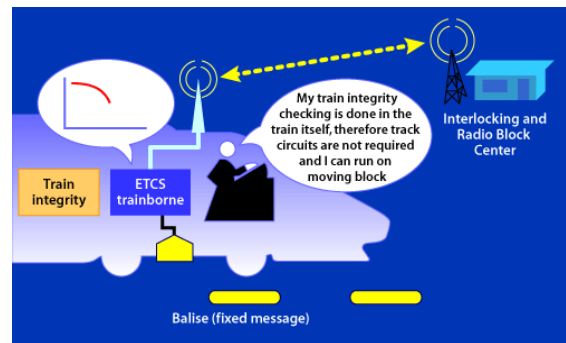 My train integrity
checking is done in the
train itself, therefore track
circuits are not required
and I can run on
moving block
Interlocking and
Radio Block
Center
Train
integrity
ETCS
trainborne
Balise (fixed message)